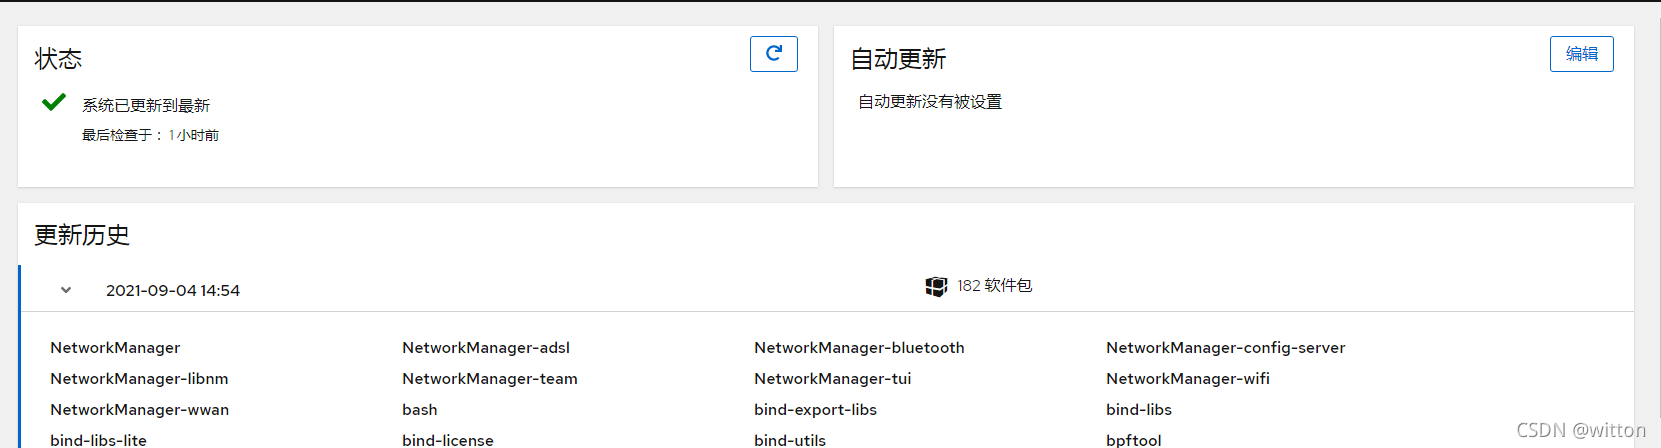 状态
系统已更新到最新
最后检查于： 1 小时前
自动更新
编辑
自动更新没有被设置
更新历史
2021-09-04 14:54
182 软件包
NetworkManager NetworkManager-adsl NetworkManager-bluetooth NetworkManager-config-server
NetworkManager-libnm NetworkManager-team NetworkManager-tui NetworkManager-wifi
NetworkManager-wwan bash bind-export-libs bind-libs
bind-libs-lite bind-license bind-utils bpftool
CSDN @witton